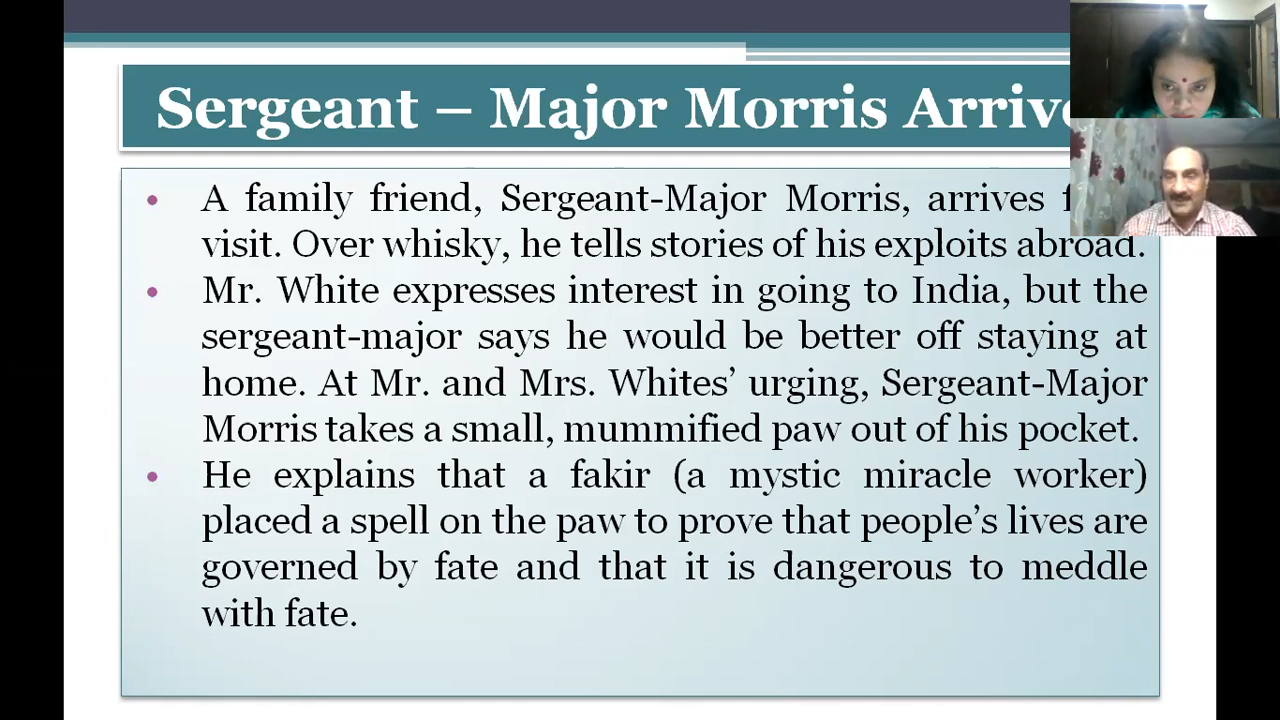 Sergeant – Major Morris
• A family friend, Sergeant-Major Morris, arrives
visit. Over whisky, he tells stories of his exploits abroad.
• Mr. White expresses interest in going to India, but the
sergeant-major says he would be better off staying at
home. At Mr. and Mrs. Whites’ urging, Sergeant-Major
Morris takes a small, mummified paw out of his pocket.
• He explains that a fakir (a mystic miracle worker)
placed a spell on the paw to prove that people’s lives are
governed by fate and that it is dangerous to meddle
with fate.